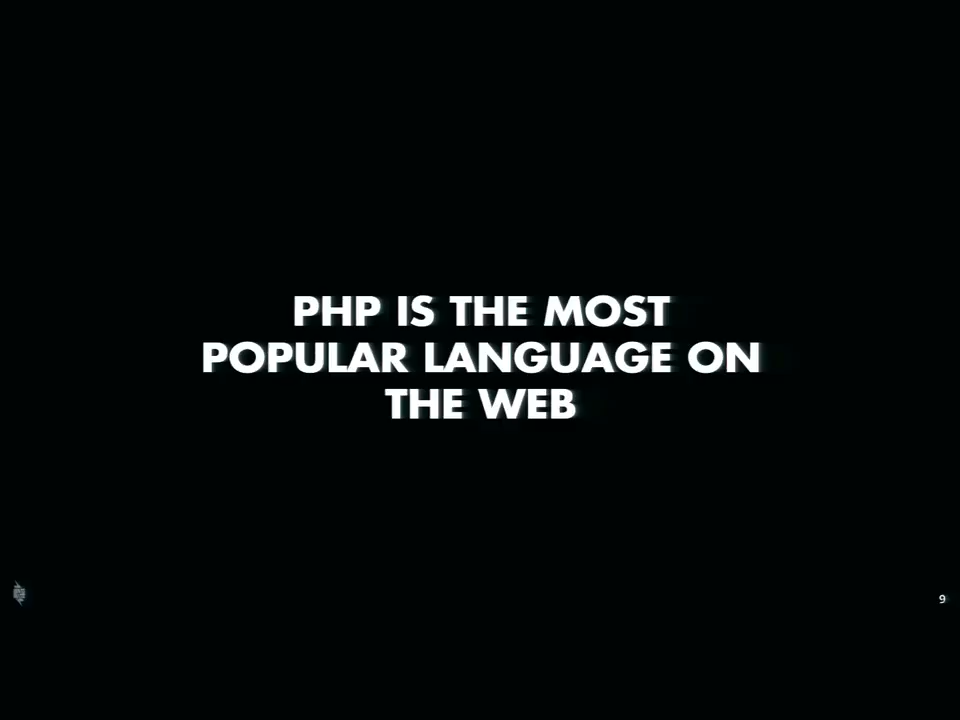 PHP IS THE MOST
POPULAR LANGUAGE ON
THE WEB
9